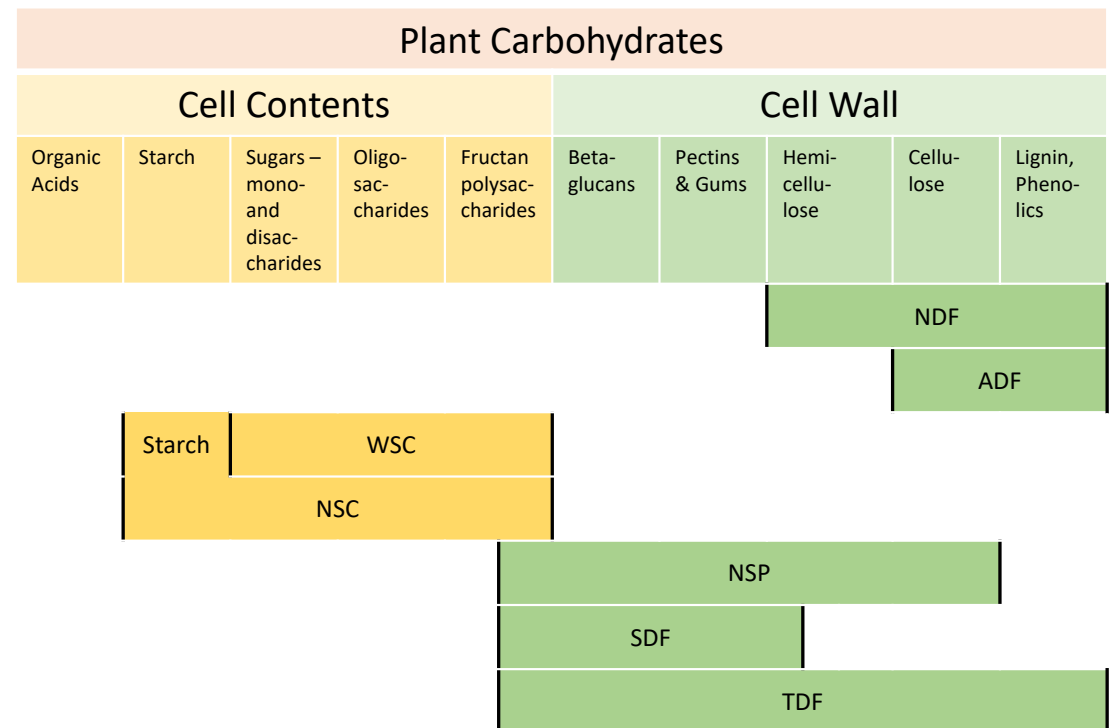 Plant Carbohydrates
Cell Contents
Cell Wall
Organic
Acids
Starch
Sugars –
mono-
and
disac-
charides
Oligo-
sac-
charides
Fructan
polysac-
charides
Beta-
glucans
Pectins
& Gums
Hemi-
cellu-
lose
Cellu-
lose
Lignin,
Pheno-
lics
NDF
ADF
Starch
WSC
NSC
NSP
SDF
TDF